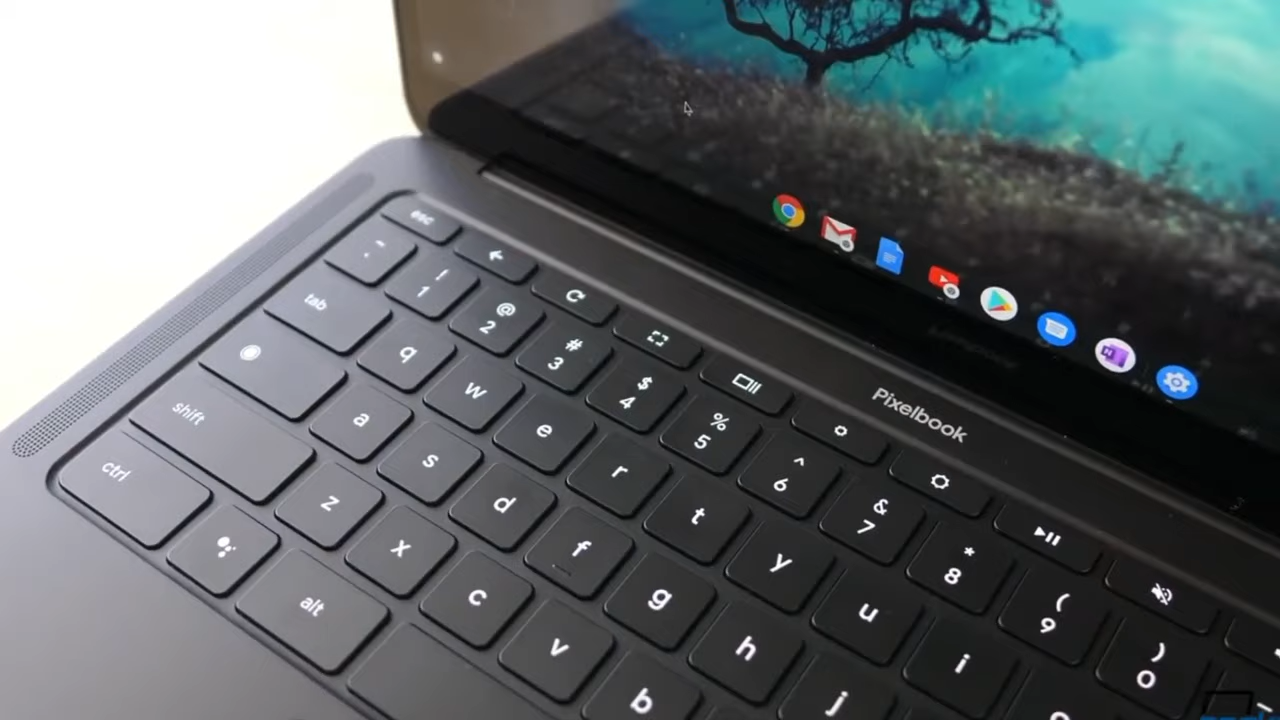 Pixelbook
esc
~ `
! 1
@ 2
# 3
$ 4
% 5
^ 6
& 7
* 8
( 9
) 0
tab
q w e r t y u i
a s d f g h j
shift
z x c v b
ctrl
alt